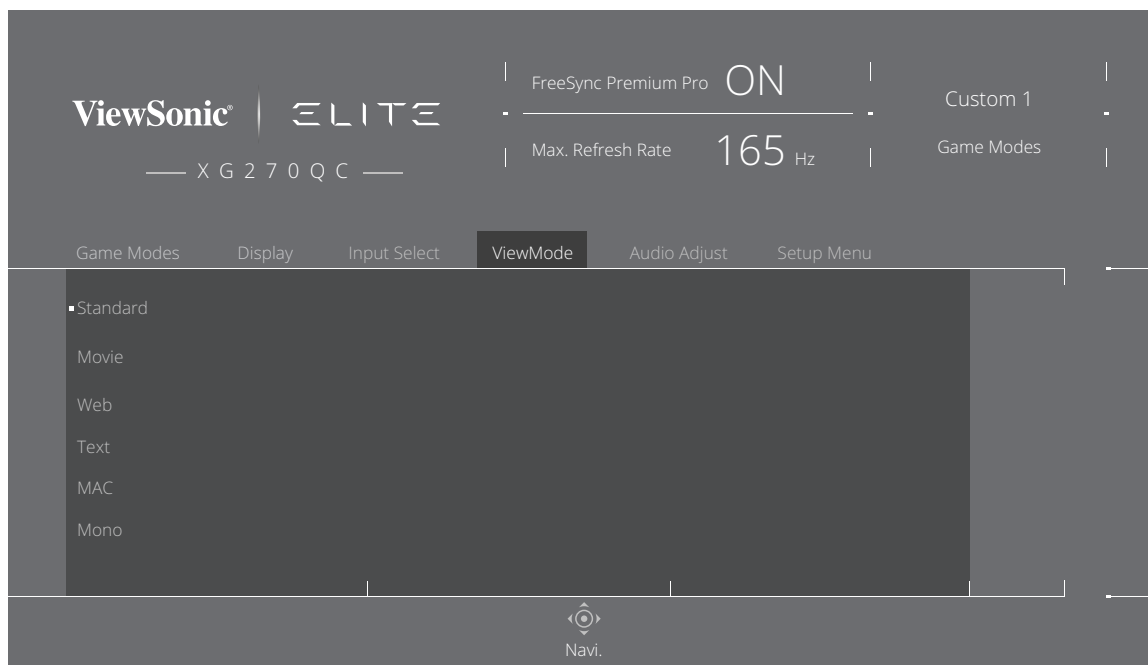 ViewSonic® ELITE
XG270QC
FreeSync Premium Pro ON
Max. Refresh Rate 165 Hz
Custom 1
Game Modes
Game Modes Display Input Select ViewMode Audio Adjust Setup Menu
Standard
Movie
Web
Text
MAC
Mono
Navi.